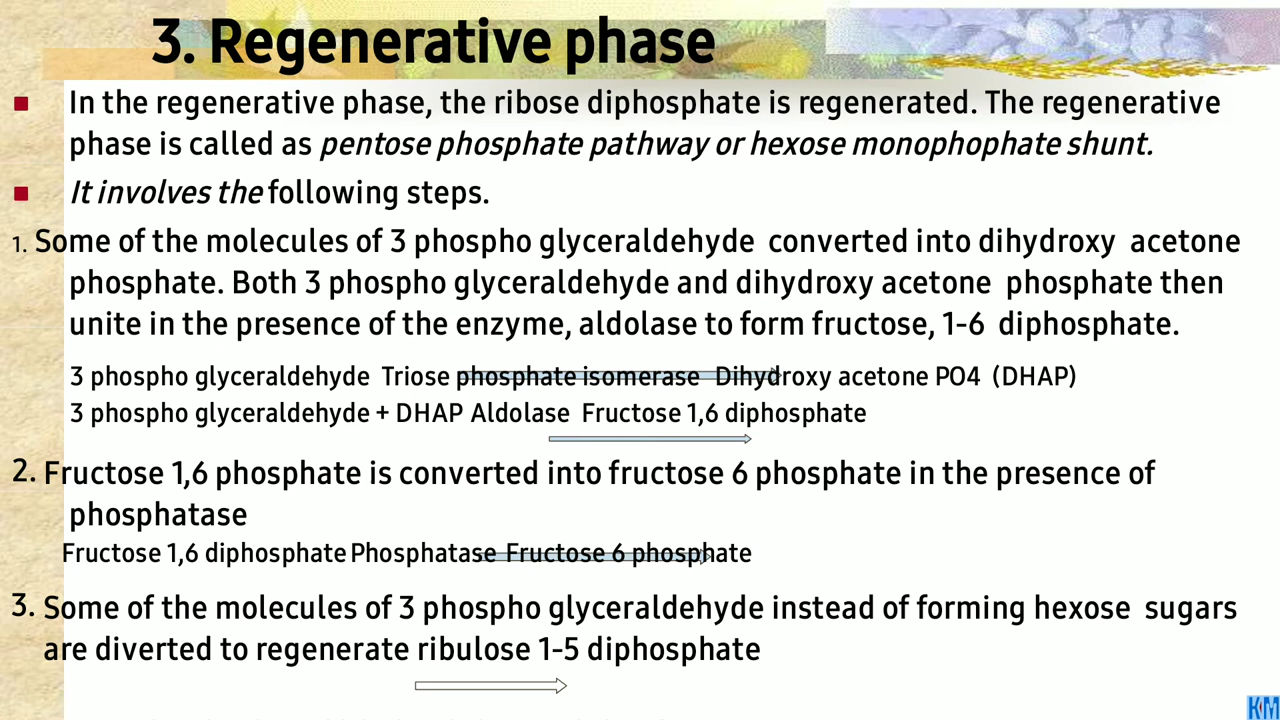 3. Regenerative phase
In the regenerative phase, the ribose diphosphate is regenerated. The regenerative
phase is called as pentose phosphate pathway or hexose monophophate shunt.
It involves the following steps.
1. Some of the molecules of 3 phospho glyceraldehyde converted into dihydroxy acetone
phosphate. Both 3 phospho glyceraldehyde and dihydroxy acetone phosphate then
unite in the presence of the enzyme, aldolase to form fructose, 1-6 diphosphate.
3 phospho glyceraldehyde Triose phosphate isomerase Dihydroxy acetone PO4 (DHAP)
3 phospho glyceraldehyde + DHAP Aldolase Fructose 1,6 diphosphate
2. Fructose 1,6 phosphate is converted into fructose 6 phosphate in the presence of
phosphatase
Fructose 1,6 diphosphate Phosphatase Fructose 6 phosphate
3. Some of the molecules of 3 phospho glyceraldehyde instead of forming hexose sugars
are diverted to regenerate ribulose 1-5 diphosphate
KM